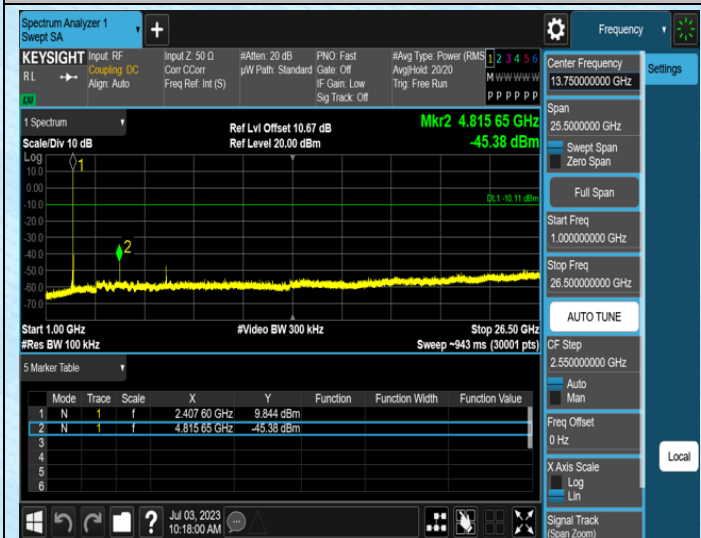 Spectrum Analyzer 1
Swept SA
Frequency
KEYSIGHT Input: RF
RL
Coupling: DC
Align: Auto
LXI
Input Z: 50 Ω
Corr CCorr
Freq Ref: Int (S)
#Atten: 20 dB
µW Path: Standard
PNO: Fast
Gate: Off
IF Gain: Low
Sig Track: Off
#Avg Type: Power (RMS)
Avg|Hold: 20/20
Trig: Free Run
1 2 3 4 5 6
M W W W W W
P P P P P P
Center Frequency
13.750000000 GHz
Settings
Span
25.5000000 GHz
Swept Span
Zero Span
Full Span
Start Freq
1.000000000 GHz
Stop Freq
26.500000000 GHz
AUTO TUNE
CF Step
2.550000000 GHz
Auto
Man
Freq Offset
0 Hz
X Axis Scale
Log
Lin
Signal Track
(Span Zoom)
Local
1 Spectrum
Scale/Div 10 dB
Ref Lvl Offset 10.67 dB
Ref Level 20.00 dBm
Mkr2 4.815 65 GHz
-45.38 dBm
Log
10.0
0.00
-10.0
-20.0
-30.0
-40.0
-50.0
-60.0
-70.0
1
2
DL1 -10.11 dBm
Start 1.00 GHz
#Res BW 100 kHz
#Video BW 300 kHz
Stop 26.50 GHz
Sweep ~943 ms (30001 pts)
5 Marker Table
Mode Trace Scale X Y Function Function Width Function Value
1 N 1 f 2.407 60 GHz 9.844 dBm
2 N 1 f 4.815 65 GHz -45.38 dBm
3
4
5
6
Jul 03, 2023
10:18:00 AM